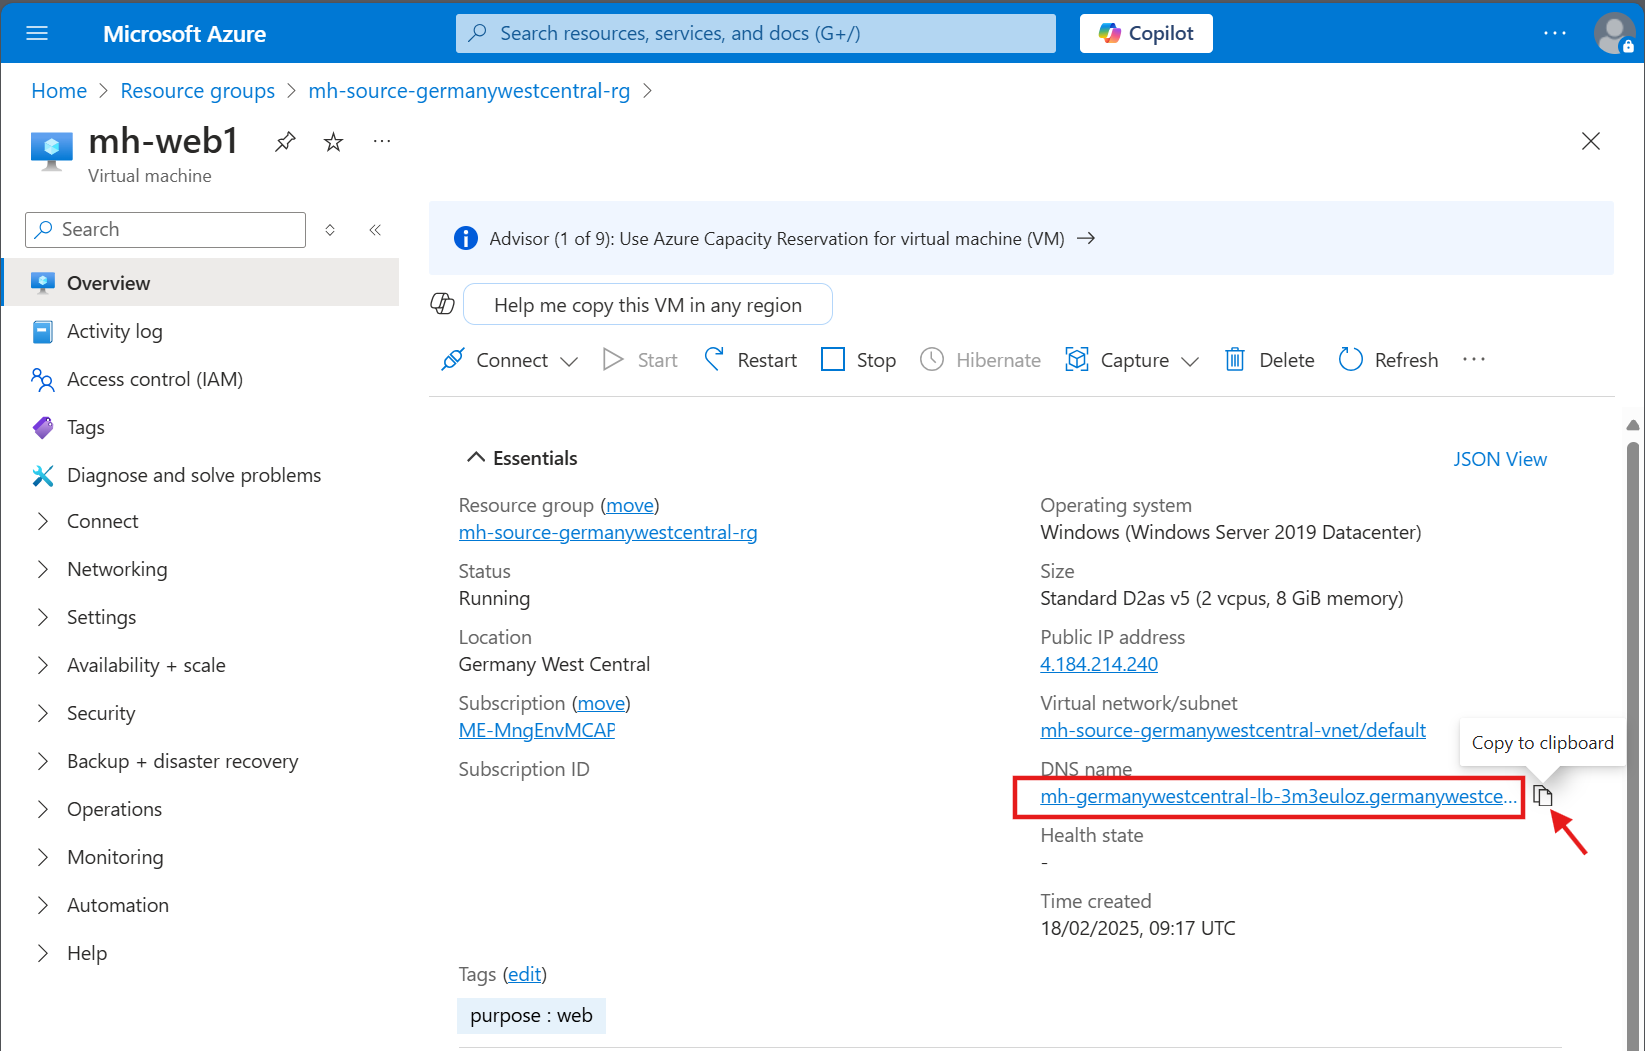 Microsoft Azure
Search resources, services, and docs (G+/)
Copilot
Home > Resource groups > mh-source-germanywestcentral-rg >
mh-web1
Virtual machine
Search
Overview
Activity log
Access control (IAM)
Tags
Diagnose and solve problems
Connect
Networking
Settings
Availability + scale
Security
Backup + disaster recovery
Operations
Monitoring
Automation
Help
Advisor (1 of 9): Use Azure Capacity Reservation for virtual machine (VM) →
Help me copy this VM in any region
Connect Start Restart Stop Hibernate Capture Delete Refresh ...
Essentials
JSON View
Resource group (move)
mh-source-germanywestcentral-rg
Status
Running
Location
Germany West Central
Subscription (move)
ME-MngEnvMCAP
Subscription ID
Operating system
Windows (Windows Server 2019 Datacenter)
Size
Standard D2as v5 (2 vcpus, 8 GiB memory)
Public IP address
4.184.214.240
Virtual network/subnet
mh-source-germanywestcentral-vnet/default
Copy to clipboard
DNS name
mh-germanywestcentral-lb-3m3euloz.germanywestce...
Health state
-
Time created
18/02/2025, 09:17 UTC
Tags (edit)
purpose : web